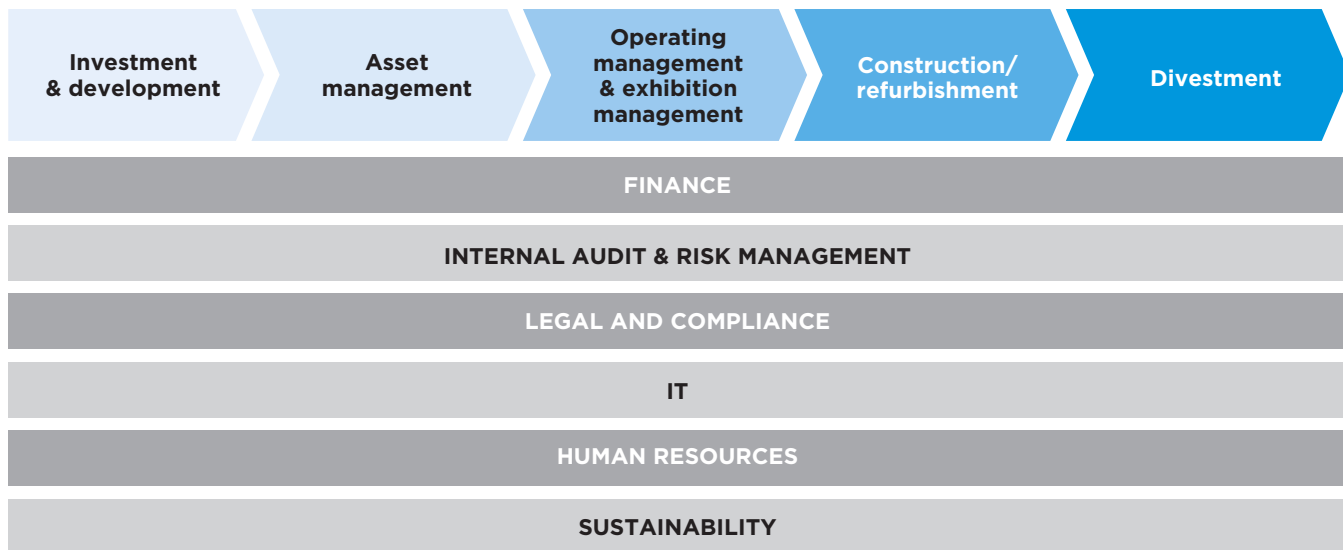 Investment
& development
Asset
management
Operating
management
& exhibition
management
Construction/
refurbishment
Divestment
FINANCE
INTERNAL AUDIT & RISK MANAGEMENT
LEGAL AND COMPLIANCE
IT
HUMAN RESOURCES
SUSTAINABILITY